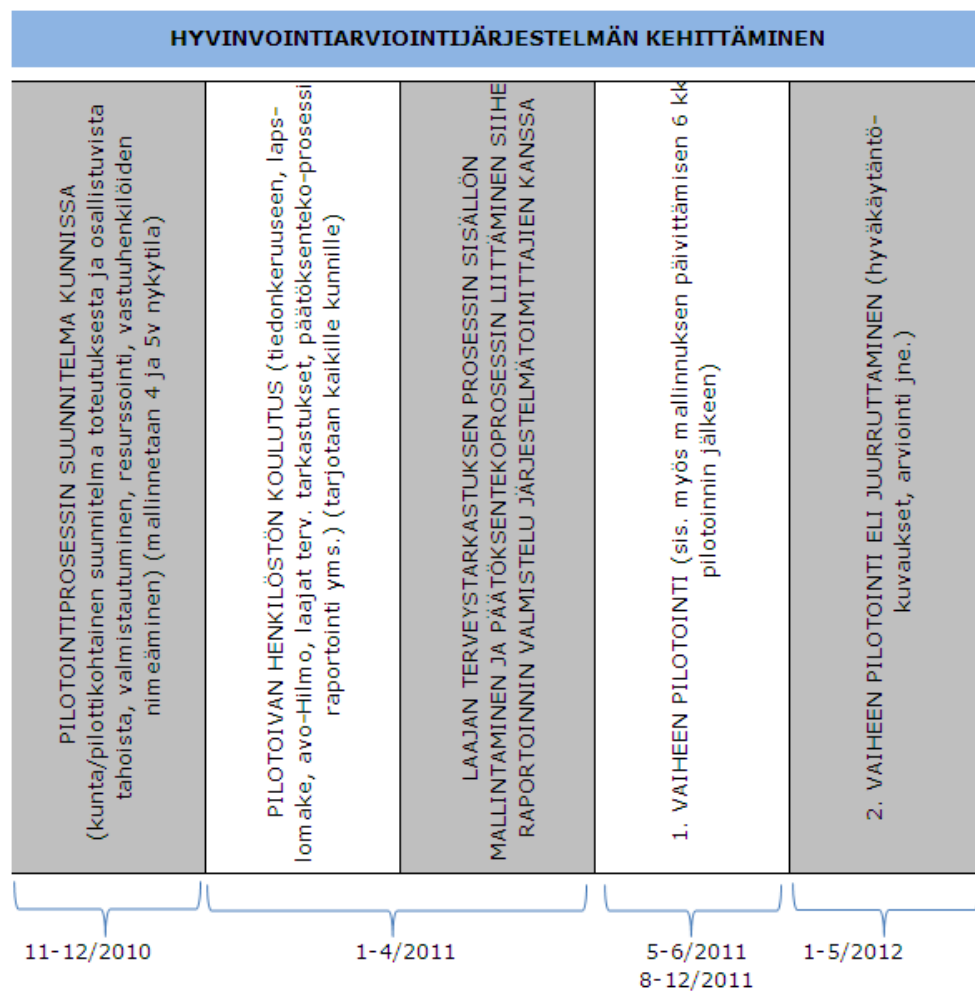 HYVINVOINTIARVIOINTIJÄRJESTELMÄN KEHITTÄMINEN
PILOTOINTIPROSESSIN SUUNNITELMA KUNNISSA
(kunta/pilottikohtainen suunnitelma toteutuksesta ja osallistuvista
tahoista, valmistautuminen, resurssointi, vastuuhenkilöiden
nimeäminen) (mallinnetaan 4 ja 5v nykytila)
PILOTOIVAN HENKILÖSTÖN KOULUTUS (tiedonkeruuseen, laps-
lomake, avo-Hilmo, laajat terv. tarkastukset, päätöksenteko-prosessi
raportointi yms.) (tarjotaan kaikille kunnille)
LAAJAN TERVEYSTARKASTUKSEN PROSESSIN SISÄLLÖN
MALLINTAMINEN JA PÄÄTÖKSENTEKOPROSESSIN LIITTÄMINEN SIIHE
RAPORTOINNIN VALMISTELU JÄRJESTELMÄTOIMITTAJIEN KANSSA
1. VAIHEEN PILOTOINTI (sis. myös mallinnuksen päivittämisen 6 kk
pilotoinnin jälkeen)
2. VAIHEEN PILOTOINTI ELI JUURRUTTAMINEN (hyväkäytäntö-
kuvaukset, arviointi jne.)
11-12/2010
1-4/2011
5-6/2011
8-12/2011
1-5/2012